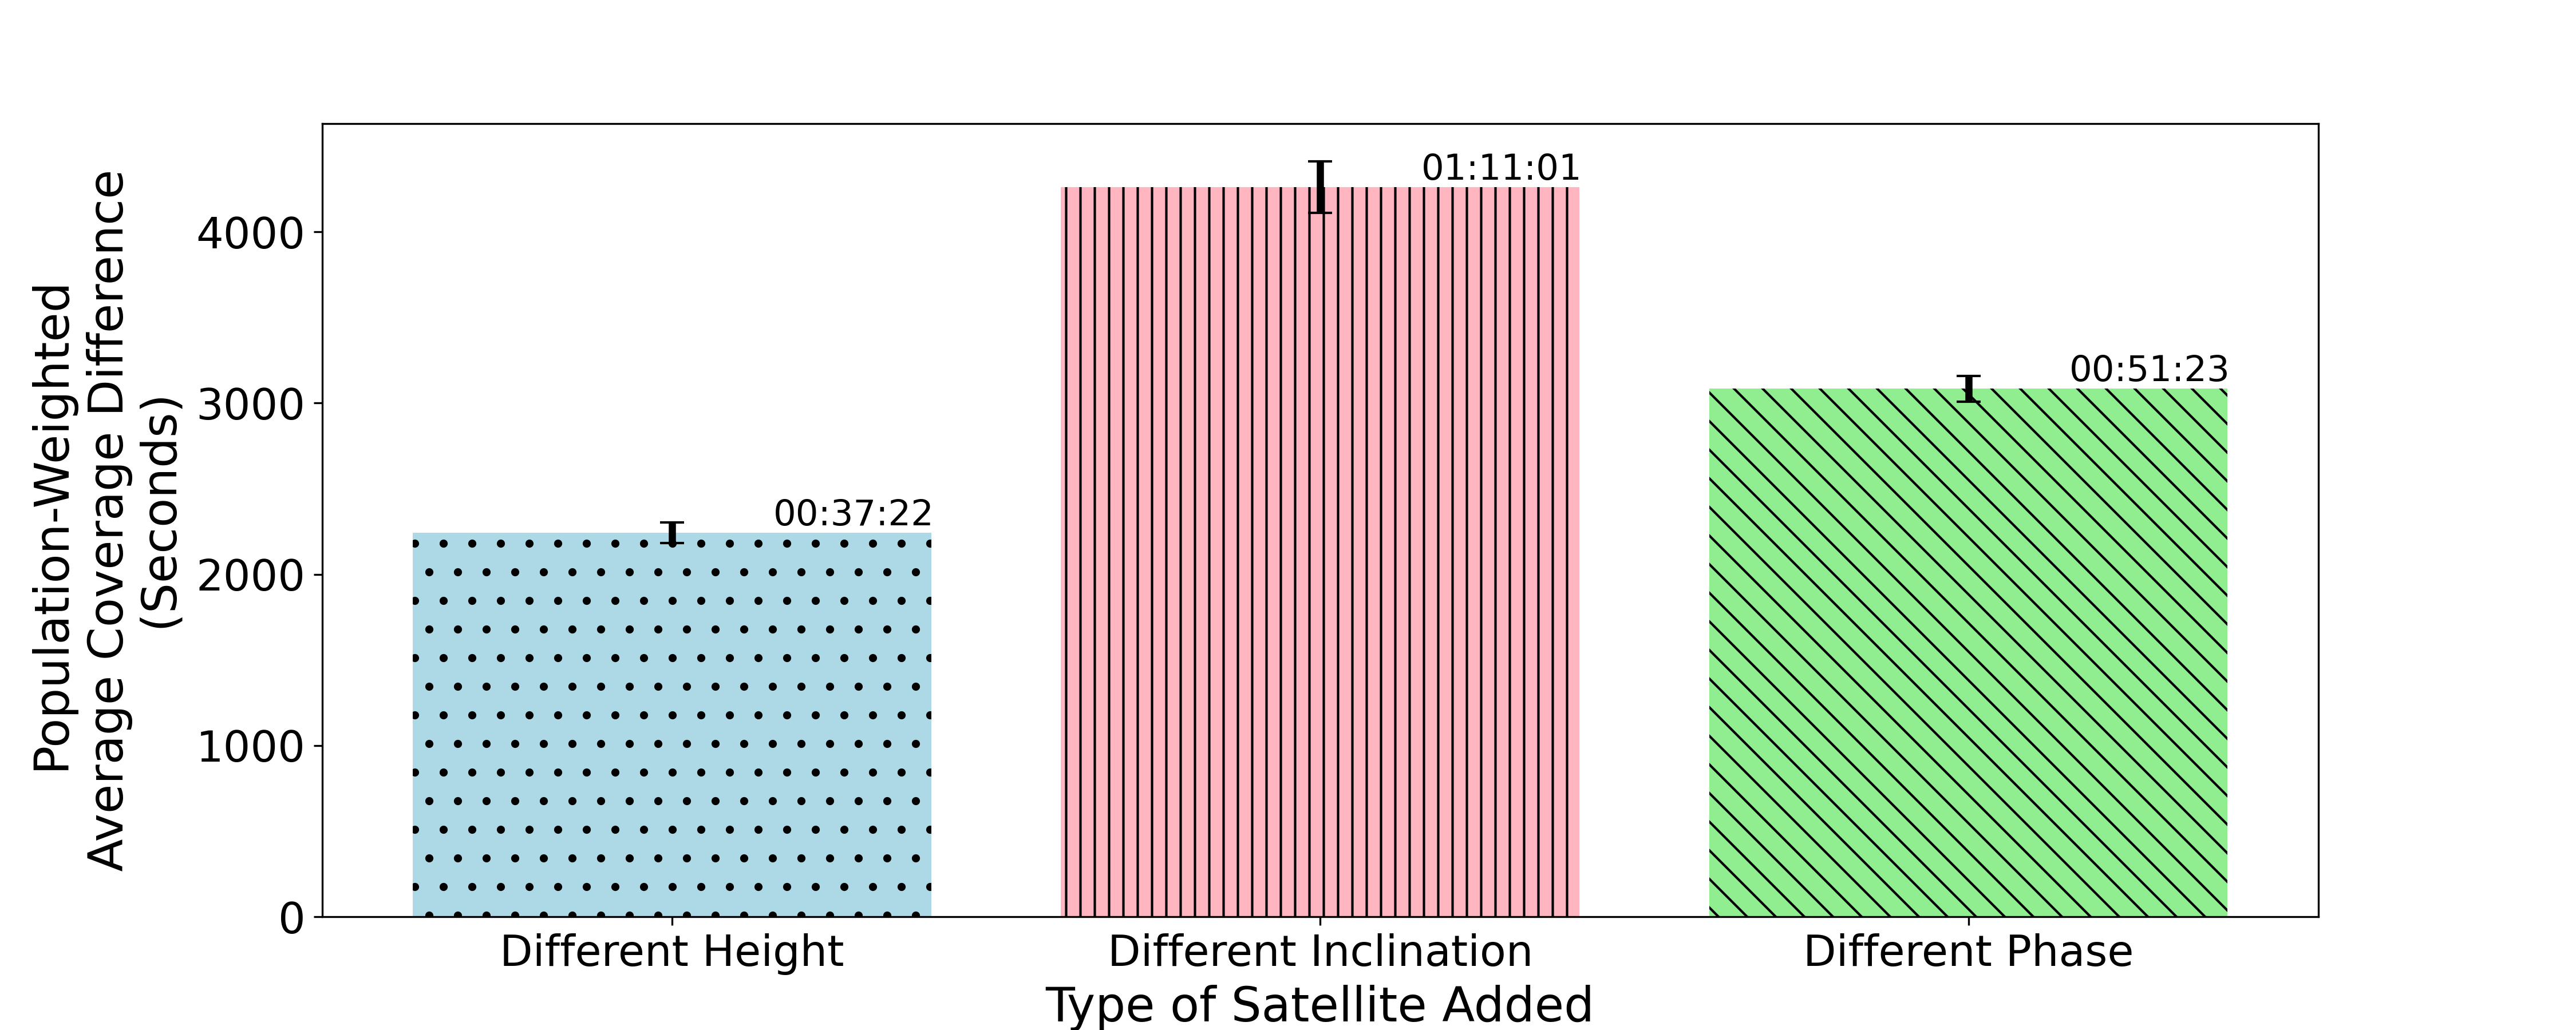 Population-Weighted
Average Coverage Difference
(Seconds)
4000
3000
2000
1000
0
00:37:22
01:11:01
00:51:23
Different Height
Different Inclination
Different Phase
Type of Satellite Added